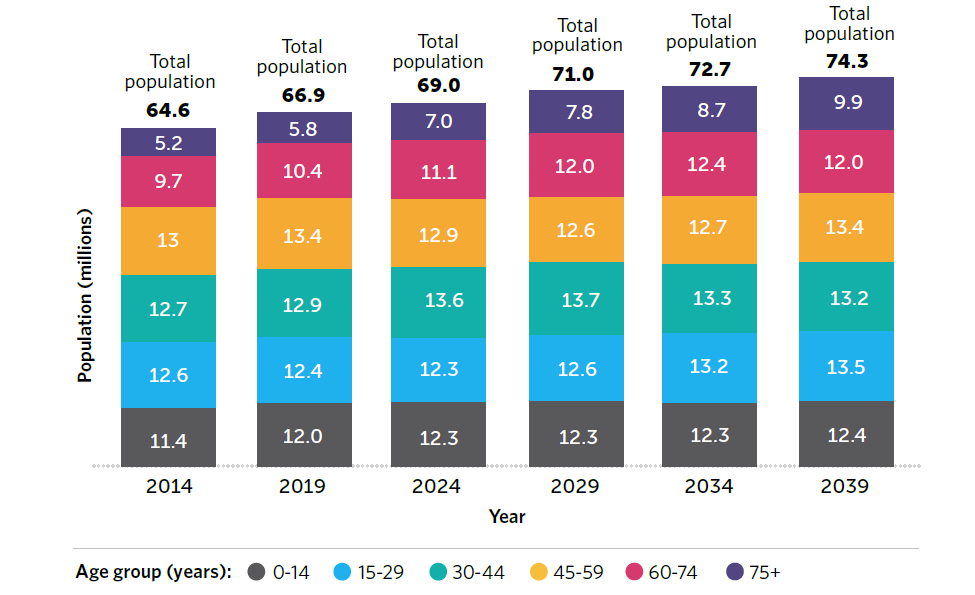 Total
population
64.6
Total
population
66.9
Total
population
69.0
Total
population
71.0
Total
population
72.7
Total
population
74.3
5.2
5.8
7.0
7.8
8.7
9.9
9.7
10.4
11.1
12.0
12.4
12.0
13
13.4
12.9
12.6
12.7
13.4
12.7
12.9
13.6
13.7
13.3
13.2
12.6
12.4
12.3
12.6
13.2
13.5
11.4
12.0
12.3
12.3
12.3
12.4
Population (millions)
2014 2019 2024 2029 2034 2039
Year
Age group (years): 0-14 15-29 30-44 45-59 60-74 75+